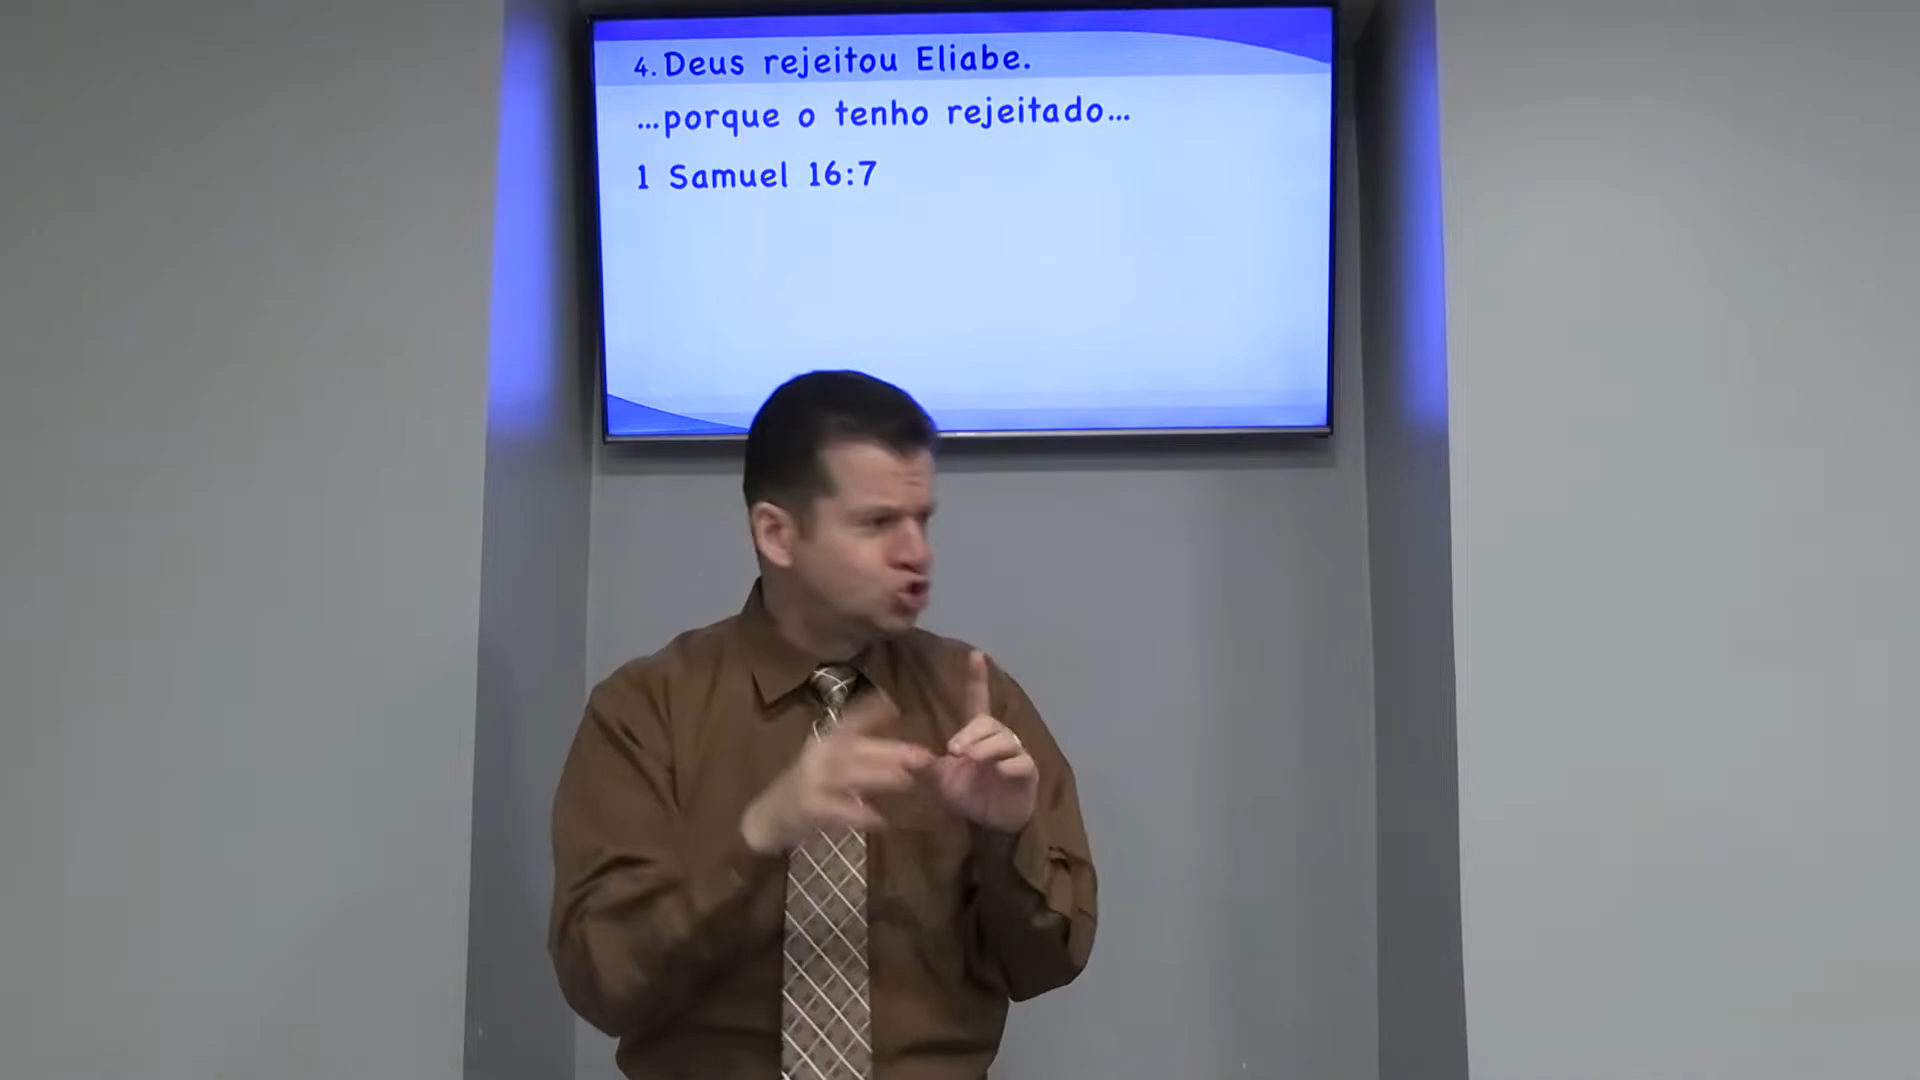 4. Deus rejeitou Eliabe.
...porque o tenho rejeitado...
1 Samuel 16:7